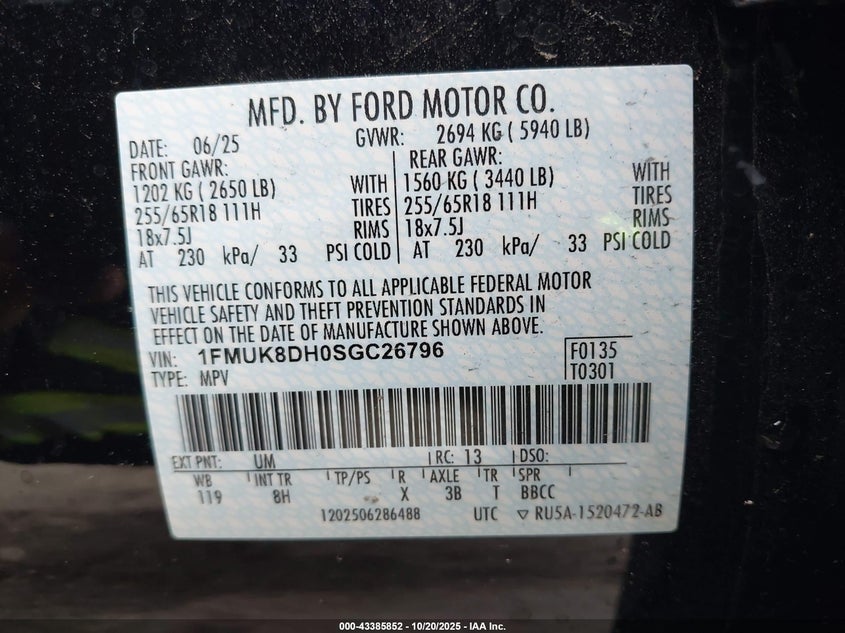 MFD. BY FORD MOTOR CO.
DATE: 06/25 GVWR: 2694 KG ( 5940 LB)
FRONT GAWR: REAR GAWR:
1202 KG ( 2650 LB) WITH 1560 KG ( 3440 LB) WITH
255/65R18 111H TIRES 255/65R18 111H TIRES
18x7.5J RIMS 18x7.5J RIMS
AT 230 kPa/ 33 PSI COLD AT 230 kPa/ 33 PSI COLD
THIS VEHICLE CONFORMS TO ALL APPLICABLE FEDERAL MOTOR
VEHICLE SAFETY AND THEFT PREVENTION STANDARDS IN
EFFECT ON THE DATE OF MANUFACTURE SHOWN ABOVE.
VIN: 1FMUK8DH0SGC26796 F0135
TYPE: MPV T0301
EXT PNT: UM RC: 13 DSO:
WB INT TR TP/PS R AXLE TR SPR
119 8H X 3B T BBCC
1202506286488 UTC ▽ RU5A-1520472-AB
000-43385852 - 10/20/2025 - IAA Inc.